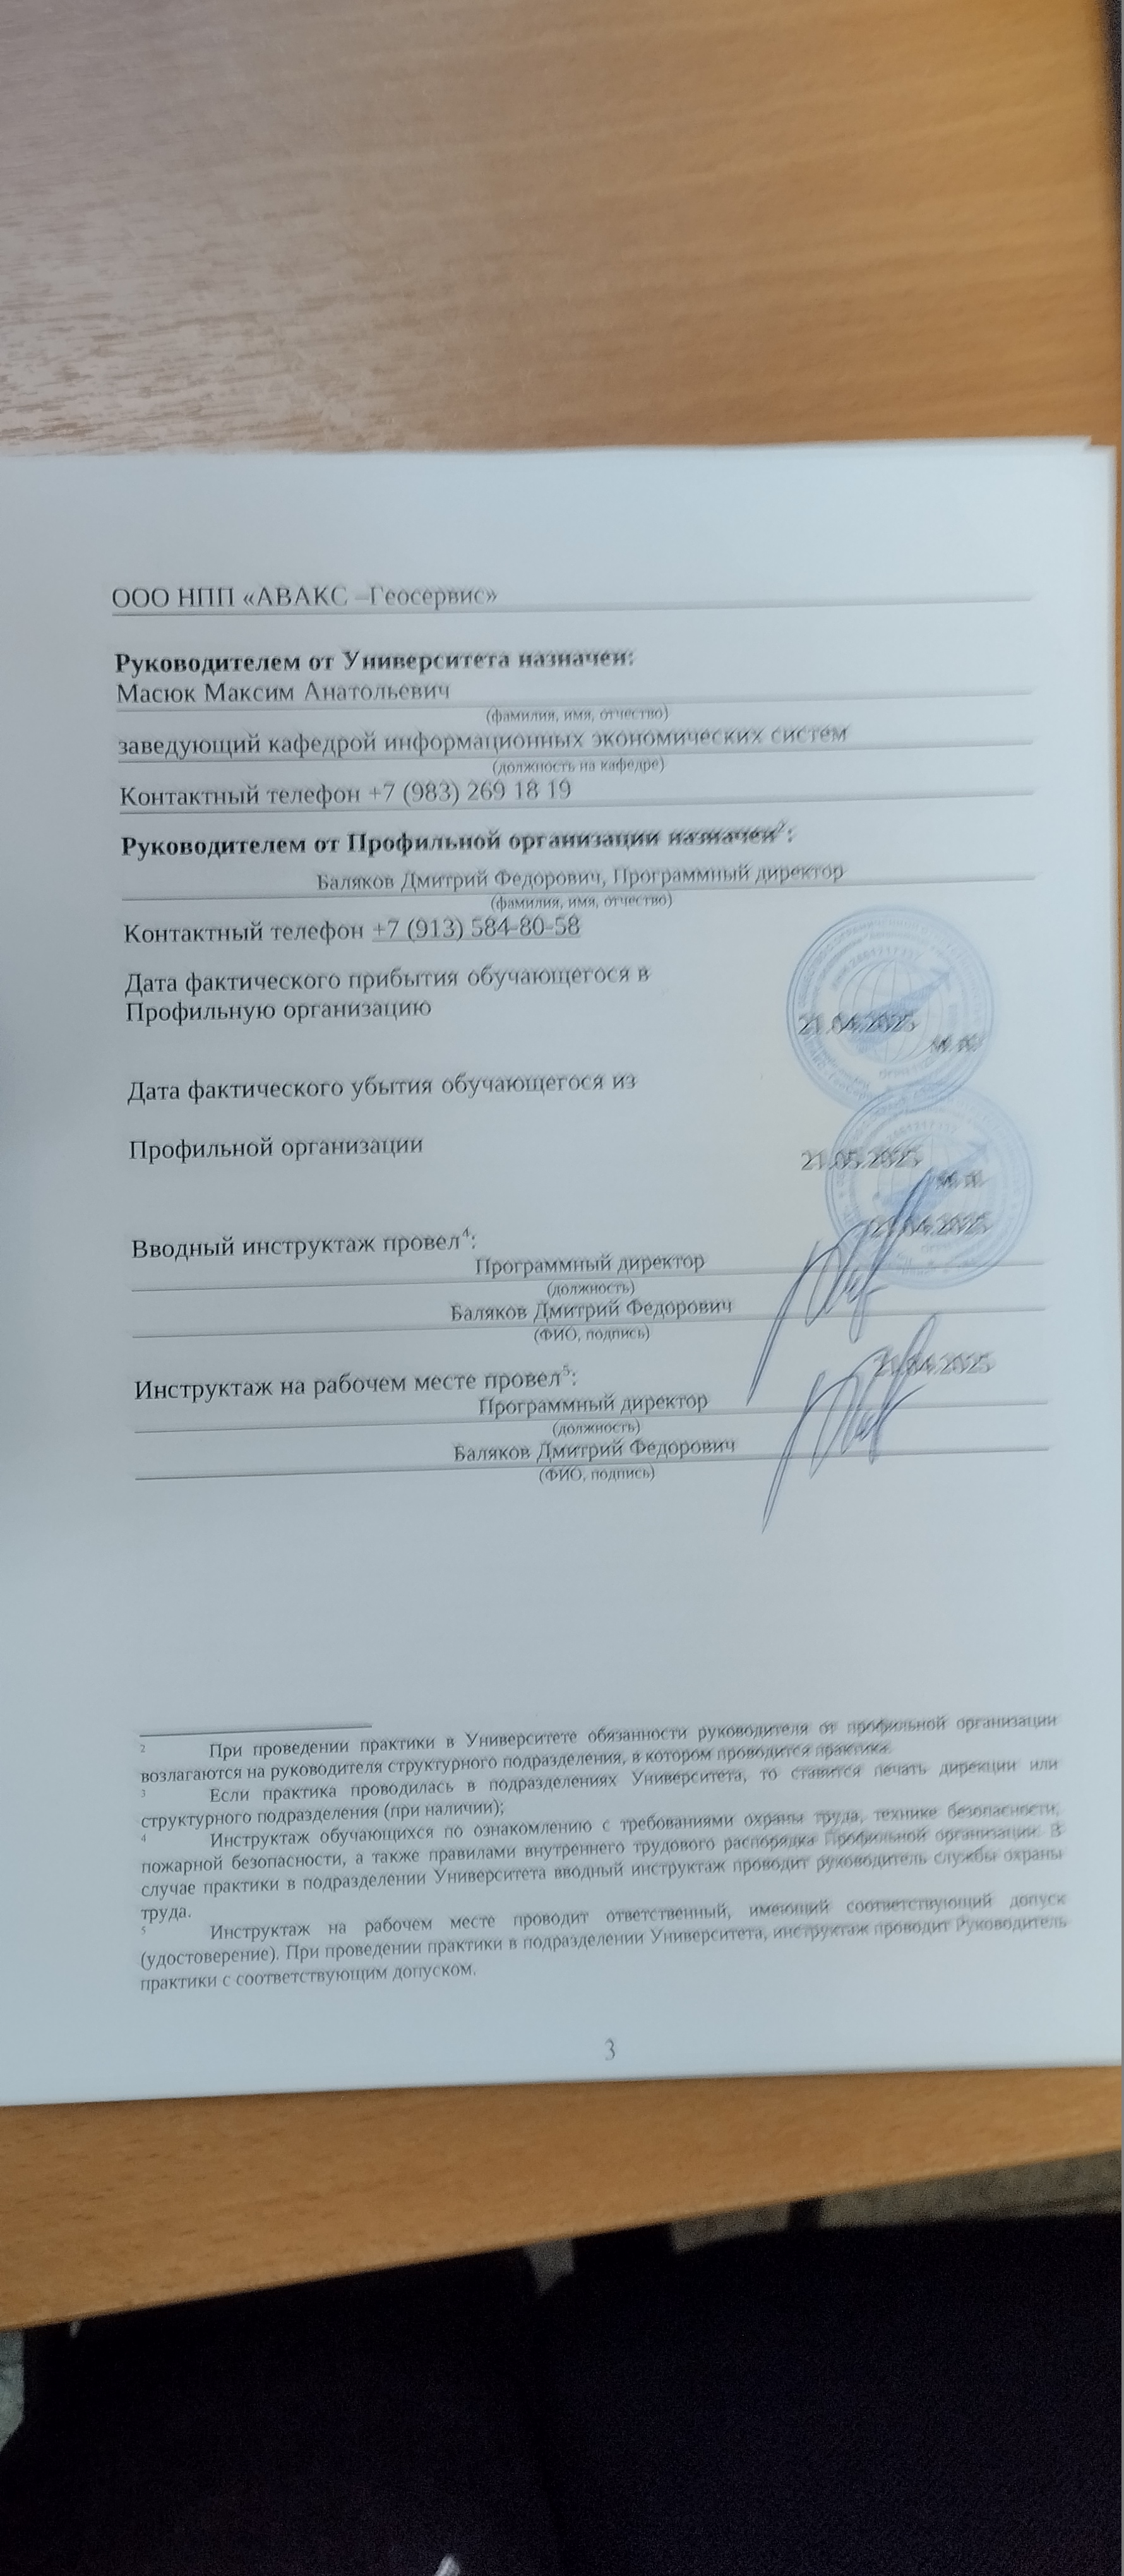 ООО НПП «АВАКС –Геосервис»
Руководителем от Университета назначен:
Масюк Максим Анатольевич
(фамилия, имя, отчество)
заведующий кафедрой информационных экономических систем
(должность на кафедре)
Контактный телефон +7 (983) 269 18 19
Руководителем от Профильной организации назначен²:
Баляков Дмитрий Федорович, Программный директор
(фамилия, имя, отчество)
Контактный телефон +7 (913) 584-80-58
Дата фактического прибытия обучающегося в
Профильную организацию 21.04.2025
Дата фактического убытия обучающегося из
Профильной организации 21.05.2025
Вводный инструктаж провел⁴: 21.04.2025
Программный директор
(должность)
Баляков Дмитрий Федорович
(ФИО, подпись)
Инструктаж на рабочем месте провел⁵: 21.04.2025
Программный директор
(должность)
Баляков Дмитрий Федорович
(ФИО, подпись)
² При проведении практики в Университете обязанности руководителя от профильной организации
возлагаются на руководителя структурного подразделения, в котором проводится практика.
³ Если практика проводилась в подразделениях Университета, то ставится печать дирекции или
структурного подразделения (при наличии);
⁴ Инструктаж обучающихся по ознакомлению с требованиями охраны труда, технике безопасности,
пожарной безопасности, а также правилами внутреннего трудового распорядка Профильной организации. В
случае практики в подразделении Университета вводный инструктаж проводит руководитель службы охраны
труда.
⁵ Инструктаж на рабочем месте проводит ответственный, имеющий соответствующий допуск
(удостоверение). При проведении практики в подразделении Университета, инструктаж проводит Руководитель
практики с соответствующим допуском.
3